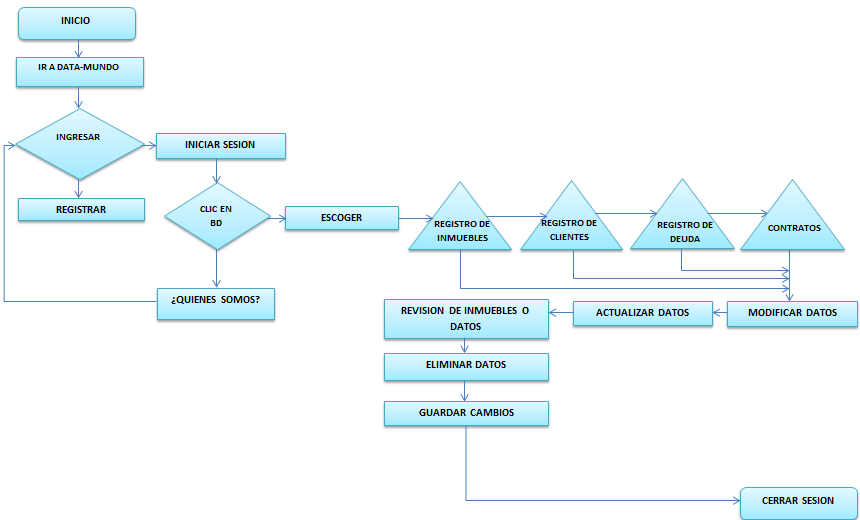 INICIO
IR A DATA-MUNDO
INGRESAR
INICIAR SESION
REGISTRAR
CLIC EN
BD
ESCOGER
REGISTRO DE
INMUEBLES
REGISTRO DE
CLIENTES
REGISTRO DE
DEUDA
CONTRATOS
¿QUIENES SOMOS?
REVISION DE INMUEBLES O
DATOS
ACTUALIZAR DATOS
MODIFICAR DATOS
ELIMINAR DATOS
GUARDAR CAMBIOS
CERRAR SESION